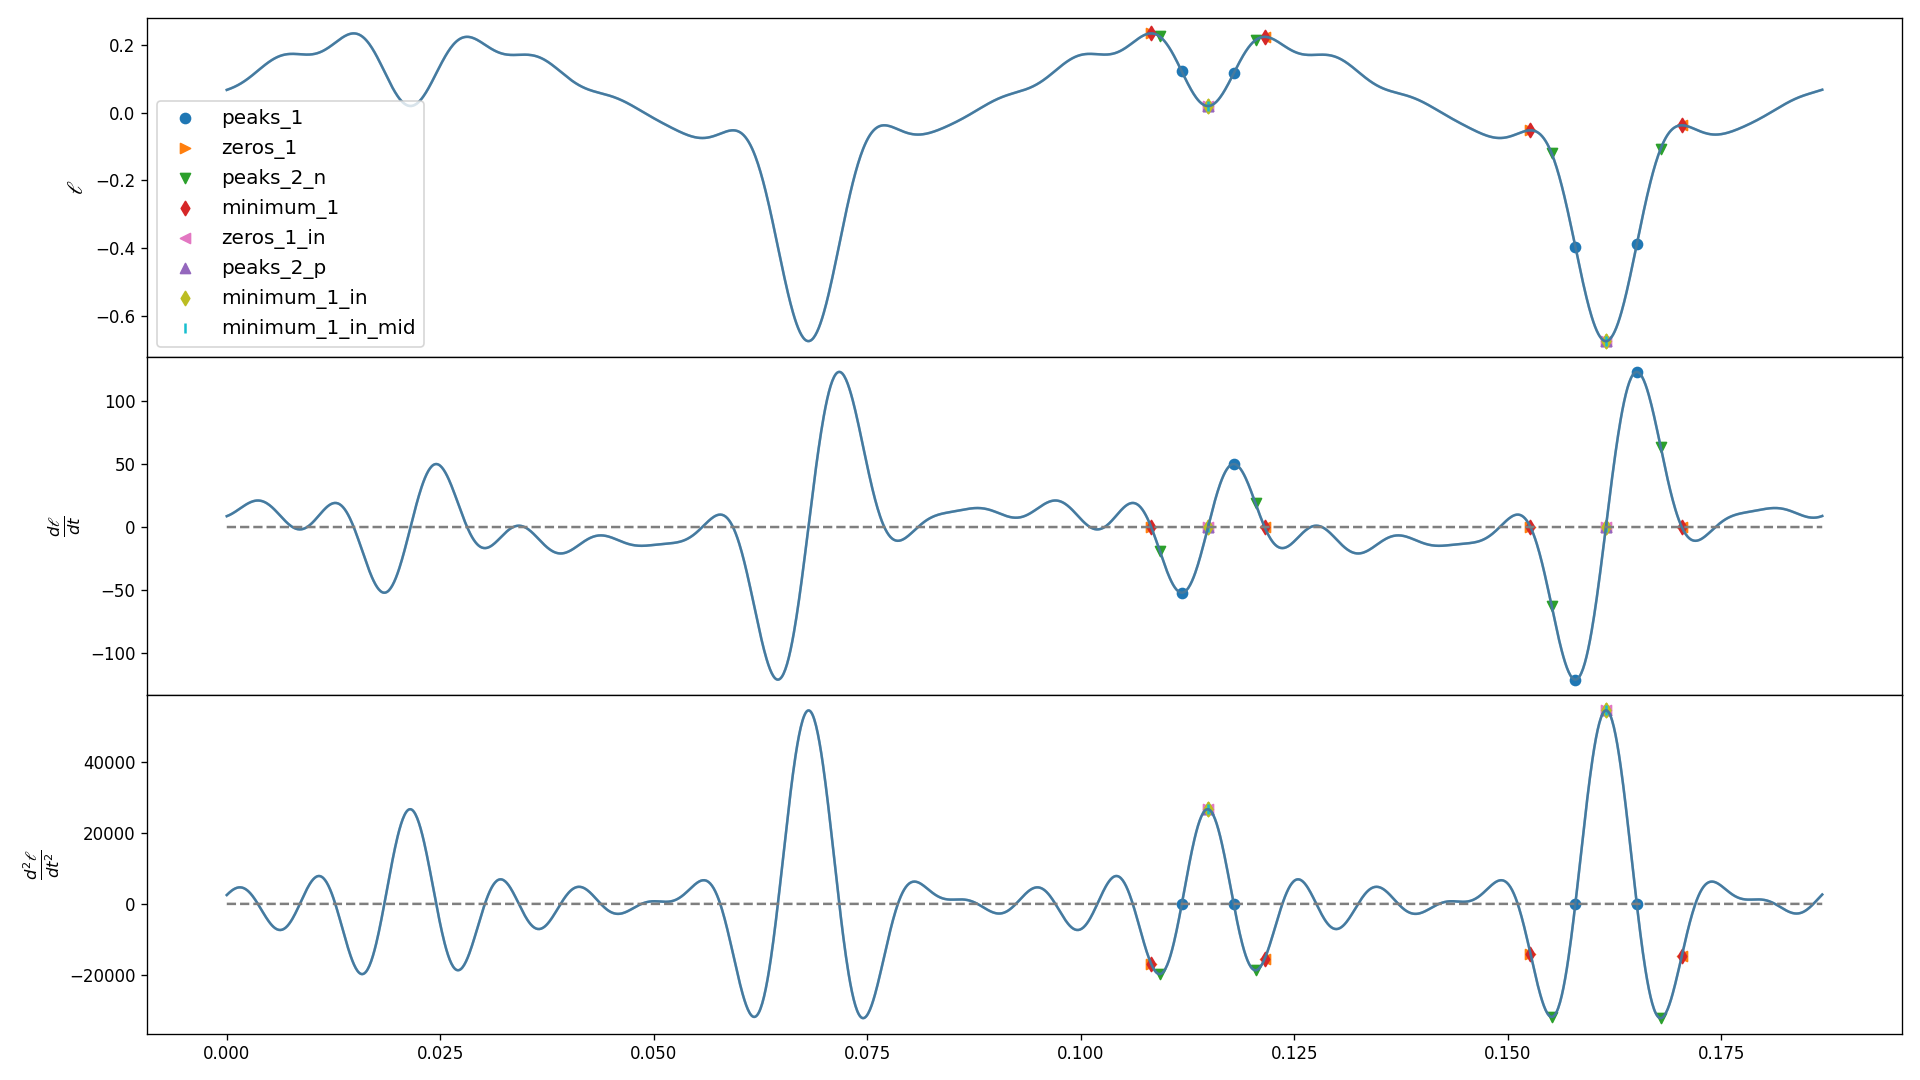 0.2
0.0
−0.2
−0.4
−0.6
ℓ
peaks_1
zeros_1
peaks_2_n
minimum_1
zeros_1_in
peaks_2_p
minimum_1_in
minimum_1_in_mid
100
50
0
−50
−100
dℓ
dt
40000
20000
0
−20000
d²ℓ
dt²
0.000 0.025 0.050 0.075 0.100 0.125 0.150 0.175